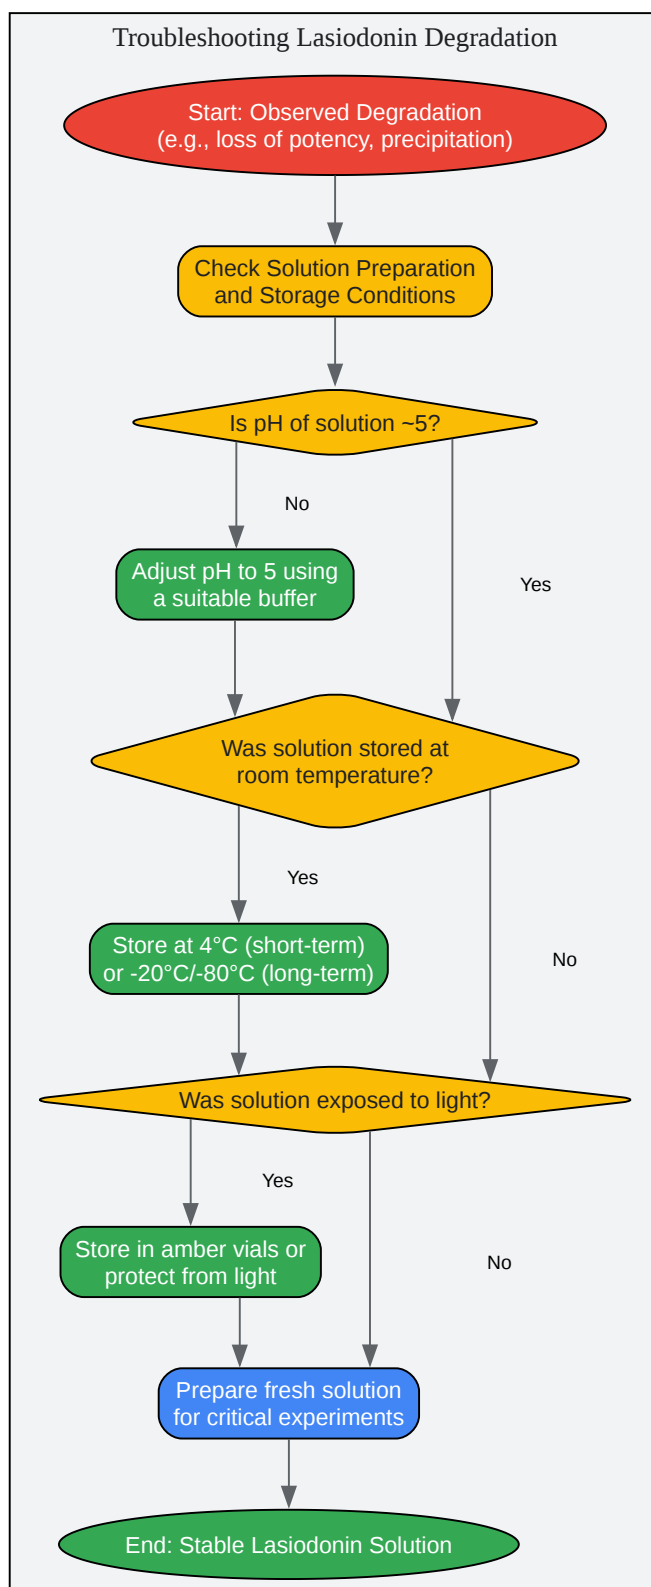 Troubleshooting Lasiodonin Degradation
Start: Observed Degradation
(e.g., loss of potency, precipitation)
Check Solution Preparation
and Storage Conditions
Is pH of solution ~5?
No
Adjust pH to 5 using
a suitable buffer
Yes
Was solution stored at
room temperature?
Yes
Store at 4°C (short-term)
or -20°C/-80°C (long-term)
No
Was solution exposed to light?
Yes
Store in amber vials or
protect from light
No
Prepare fresh solution
for critical experiments
End: Stable Lasiodonin Solution